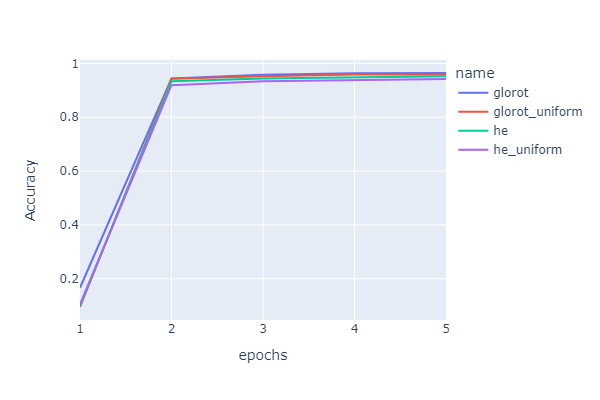 1
0.8
0.6
0.4
0.2
1
2
3
4
5
epochs
Accuracy
name
glorot
glorot_uniform
he
he_uniform